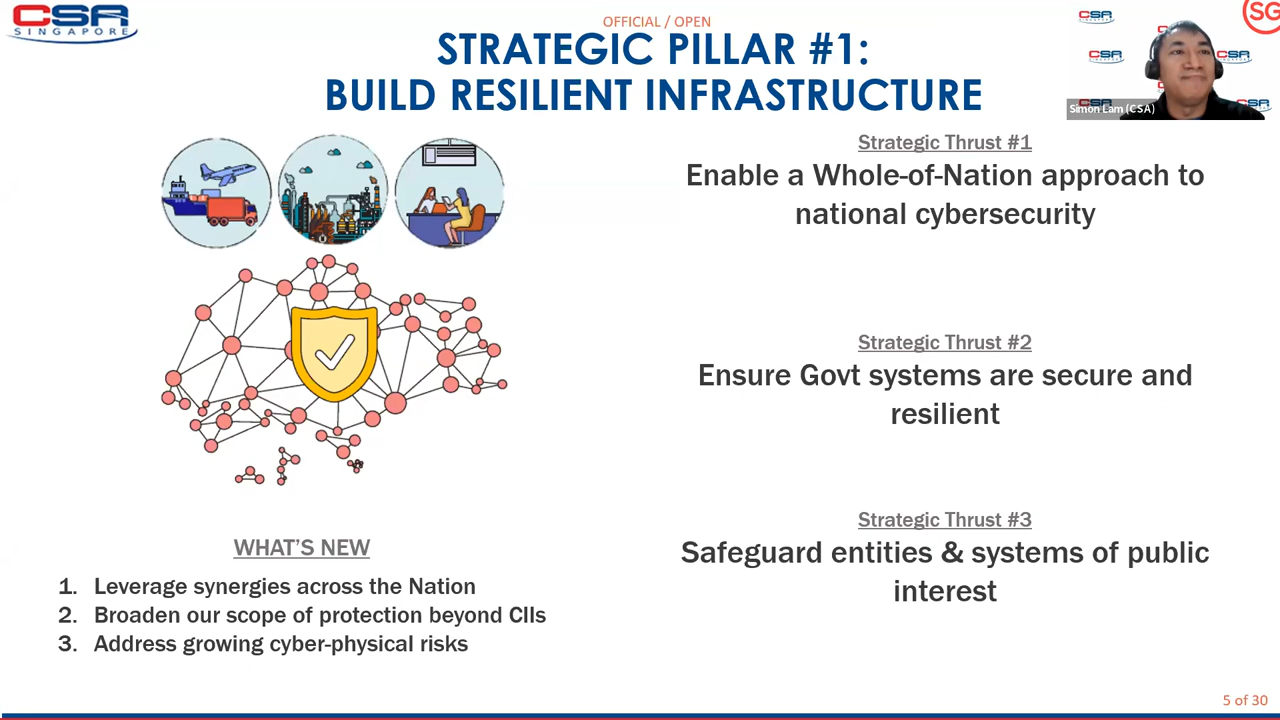 CSA
SINGAPORE
OFFICIAL / OPEN
STRATEGIC PILLAR #1:
BUILD RESILIENT INFRASTRUCTURE
SG
Simon Lam (CSA)
Strategic Thrust #1
Enable a Whole-of-Nation approach to
national cybersecurity
Strategic Thrust #2
Ensure Govt systems are secure and
resilient
Strategic Thrust #3
Safeguard entities & systems of public
interest
WHAT'S NEW
1. Leverage synergies across the Nation
2. Broaden our scope of protection beyond CIIs
3. Address growing cyber-physical risks
5 of 30